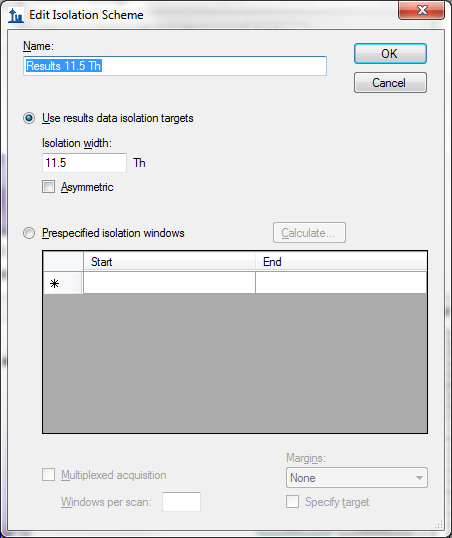 Edit Isolation Scheme
Name:
OK
Results 11.5 Th
Cancel
Use results data isolation targets
Isolation width:
11.5 Th
Asymmetric
Prespecified isolation windows
Calculate...
Start End
*
Multiplexed acquisition
Windows per scan:
Margins:
None
Specify target